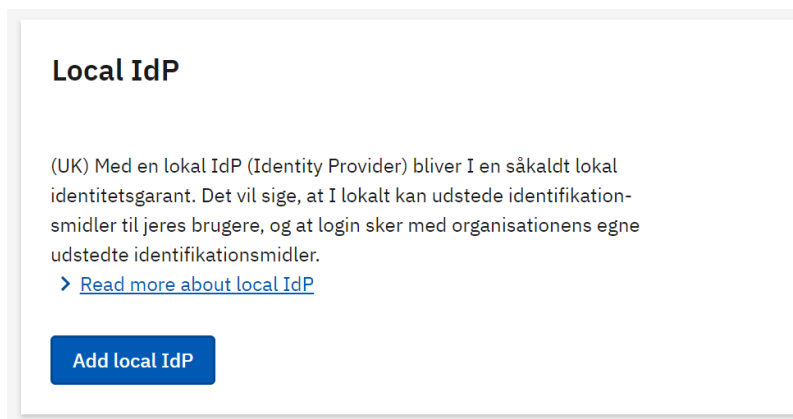 Local IdP
(UK) Med en lokal IdP (Identity Provider) bliver I en såkaldt lokal
identitetsgarant. Det vil sige, at I lokalt kan udstede identifikation-
smidler til jeres brugere, og at login sker med organisationens egne
udstedte identifikationsmidler.
Read more about local IdP
Add local IdP